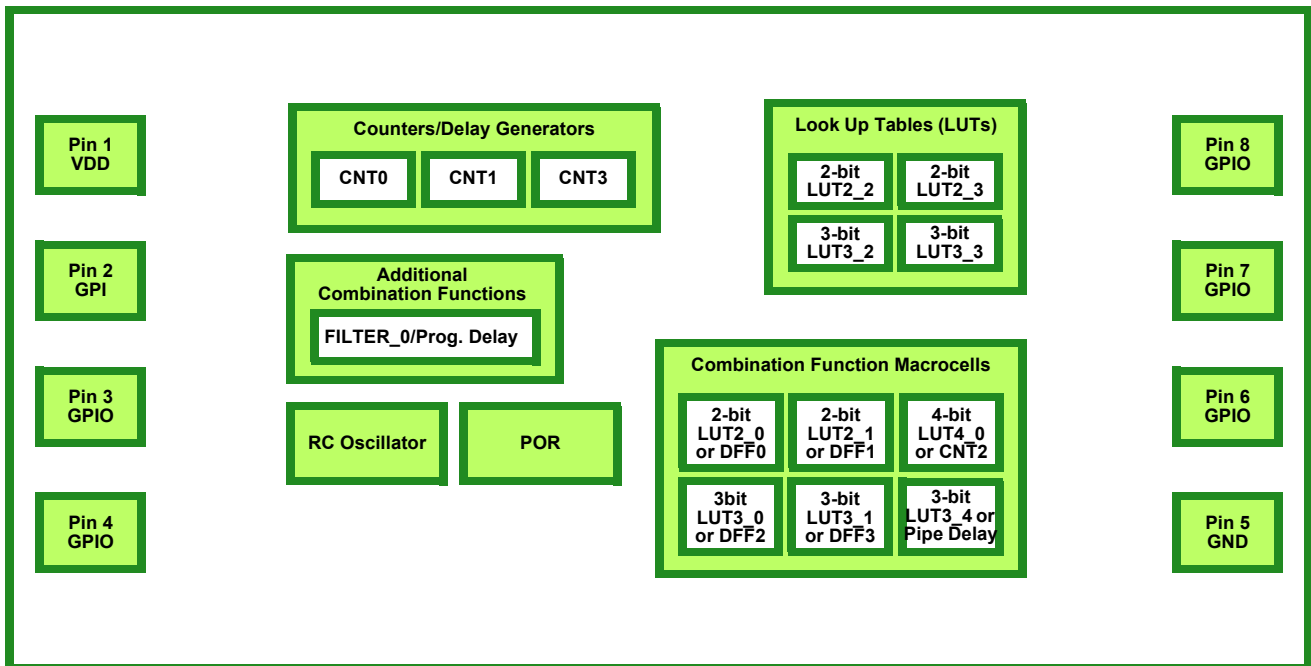 Pin 1
VDD
Pin 2
GPI
Pin 3
GPIO
Pin 4
GPIO
Counters/Delay Generators
CNT0
CNT1
CNT3
Additional
Combination Functions
FILTER_0/Prog. Delay
RC Oscillator
POR
Look Up Tables (LUTs)
2-bit
LUT2_2
2-bit
LUT2_3
3-bit
LUT3_2
3-bit
LUT3_3
Combination Function Macrocells
2-bit
LUT2_0
or DFF0
2-bit
LUT2_1
or DFF1
4-bit
LUT4_0
or CNT2
3bit
LUT3_0
or DFF2
3-bit
LUT3_1
or DFF3
3-bit
LUT3_4 or
Pipe Delay
Pin 8
GPIO
Pin 7
GPIO
Pin 6
GPIO
Pin 5
GND